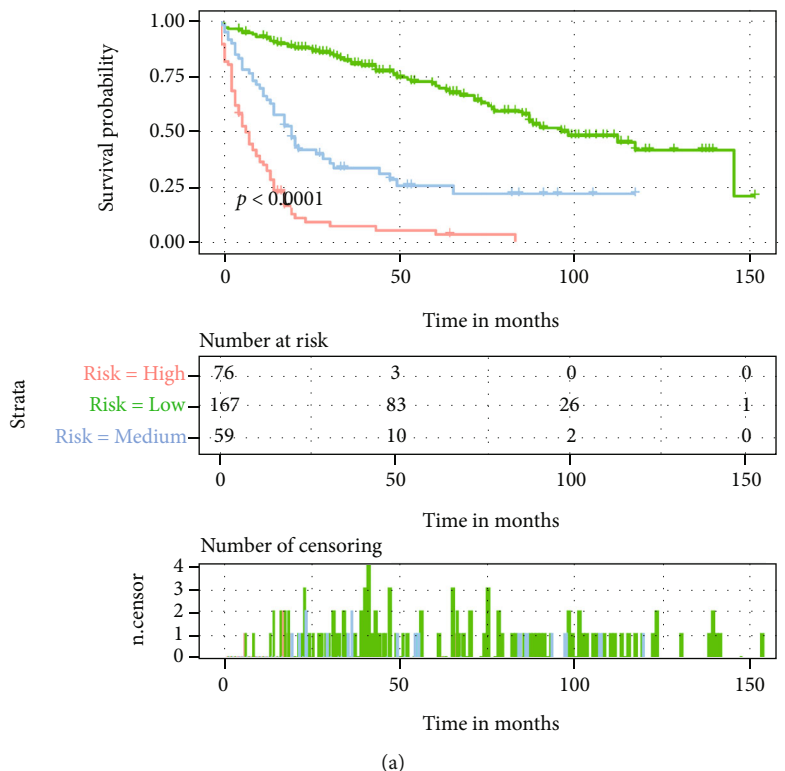 1.00
0.75
0.50
0.25
0.00
Survival probability
p < 0.0001
0 50 100 150
Time in months
Number at risk
Strata
Risk = High 76 3 0 0
Risk = Low 167 83 26 1
Risk = Medium 59 10 2 0
0 50 100 150
Time in months
Number of censoring
n.censor
4
3
2
1
0
0 50 100 150
Time in months
(a)